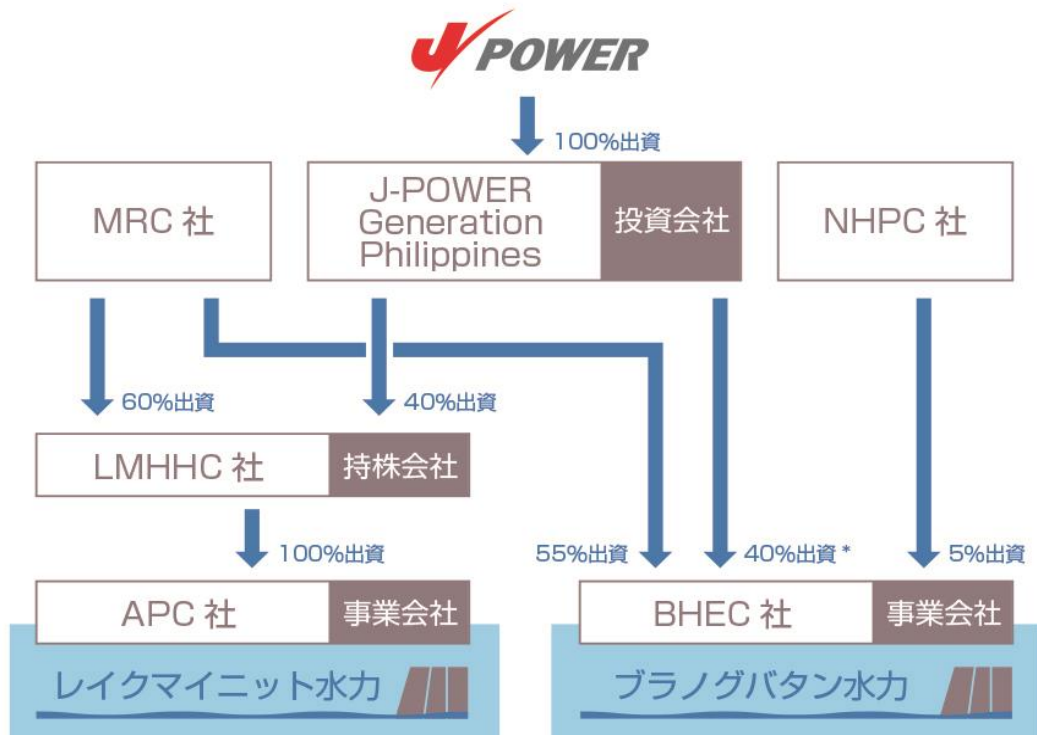 J POWER
100%出資
MRC 社
J-POWER
Generation
Philippines
投資会社
NHPC 社
60%出資
40%出資
LMHHC 社
持株会社
100%出資
55%出資
40%出資 *
5%出資
APC 社
事業会社
BHEC 社
事業会社
レイクマイニット水力
ブラノグバタン水力